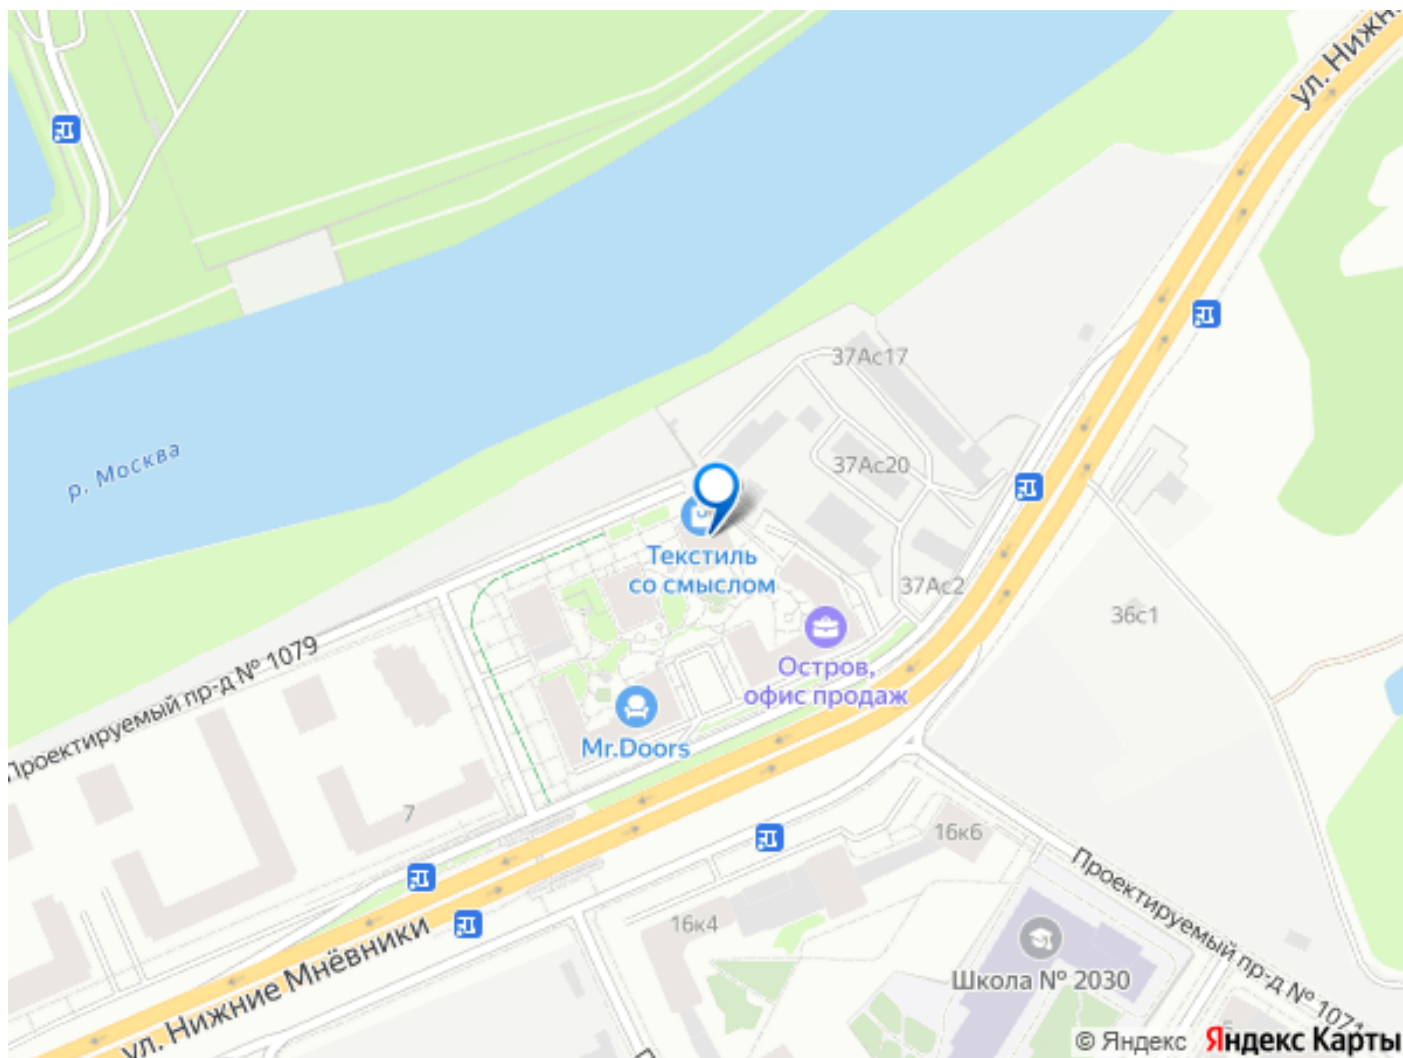 ул. Нижн
37Ас17
р. Москва
37Ас20
Текстиль
со смыслом
37Ас2
36с1
Проектируемый пр-д № 1079
Остров,
офис продаж
Mr.Doors
7
16к6
Проектируемый пр-д № 1071
16к4
ул. Нижние Мнёвники
Школа № 2030
© Яндекс Яндекс Карты